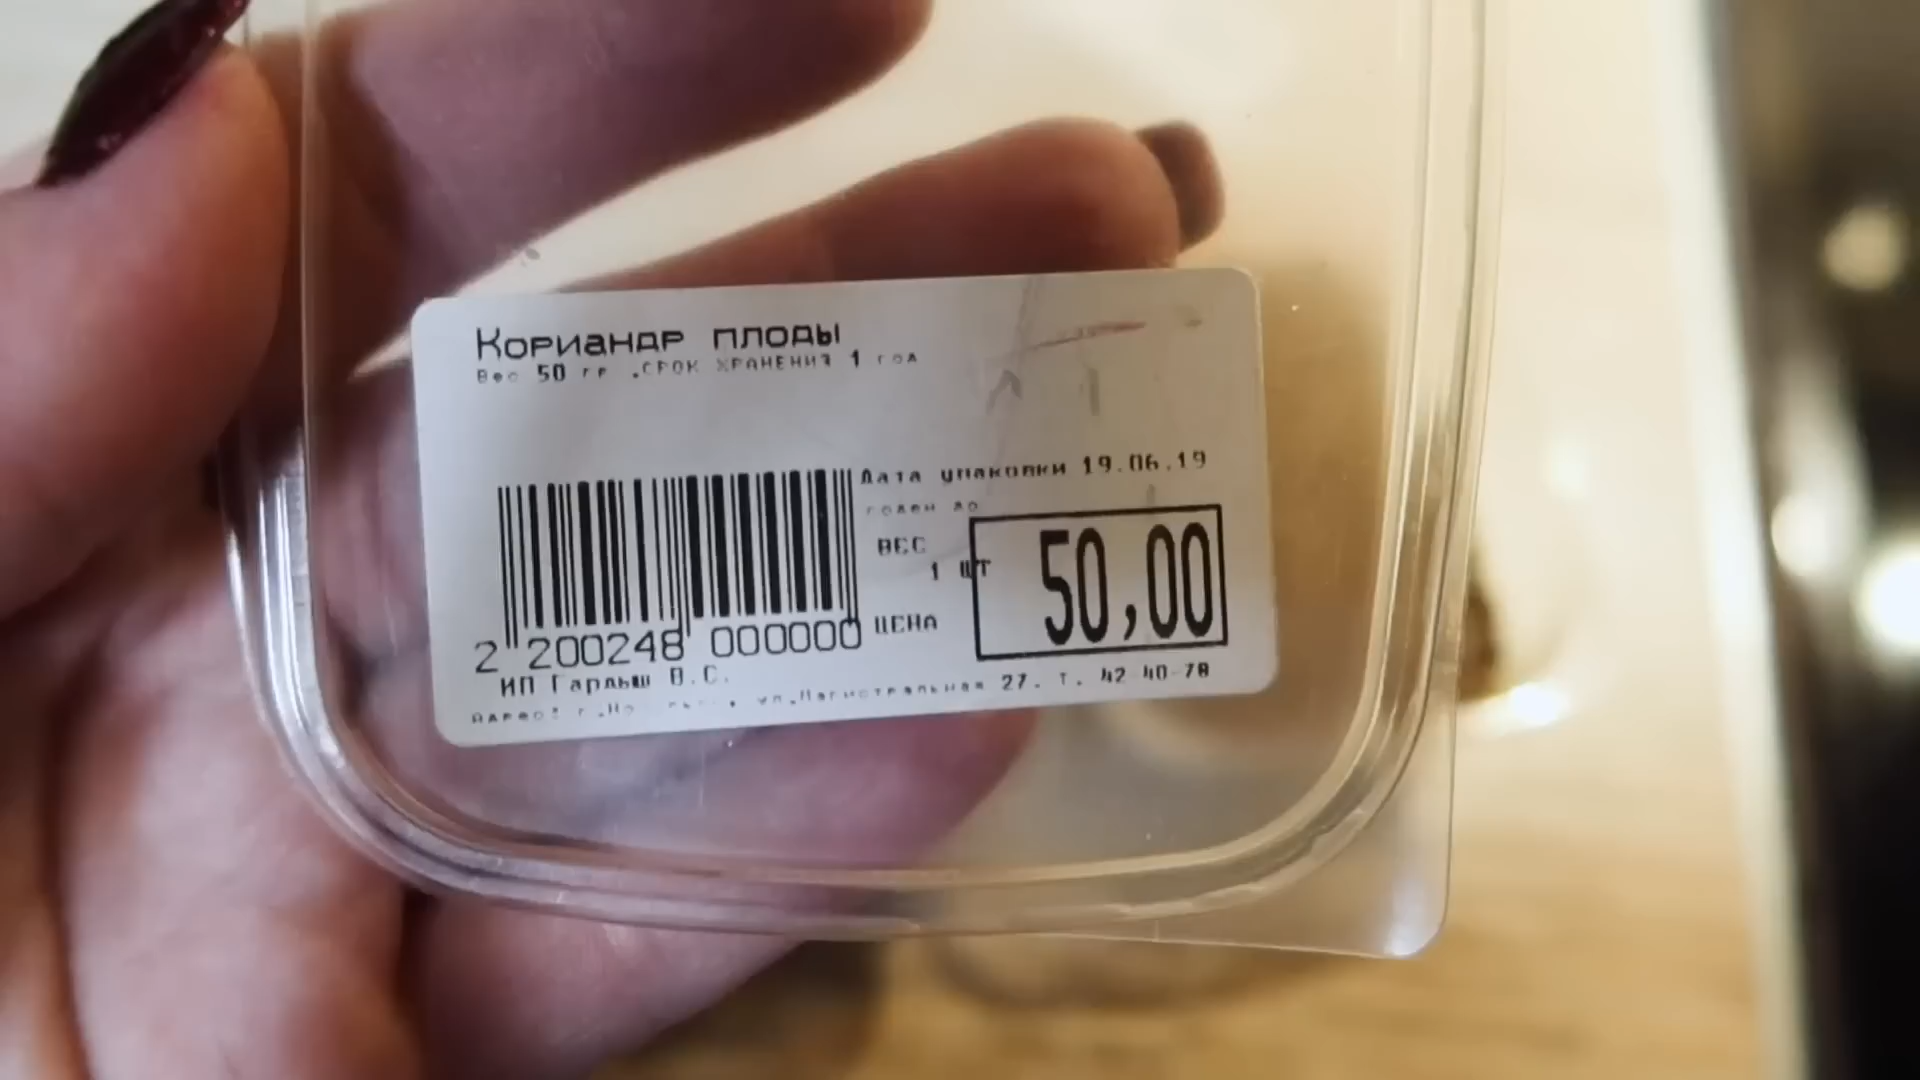 Кориандр плоды
Вес 50 гр .СРОК ХРАНЕНИЯ 1 год
Дата упаковки 19.06.19
годен до
ВЕС
1 ШТ
ЦЕНА
50,00
2 200248 000000
ИП Гардыш В.С.
Адрес: ул.Магистральная 27. т. 42-40-78